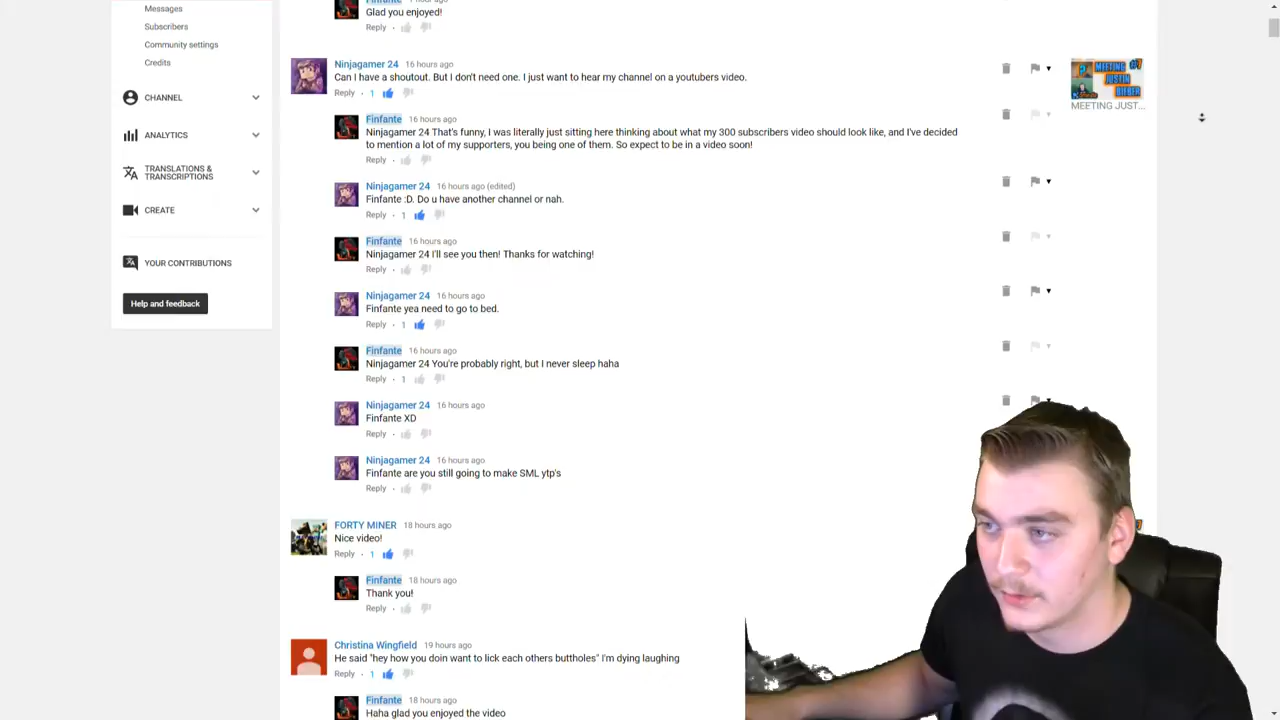 Messages
Subscribers
Community settings
Credits
CHANNEL
ANALYTICS
TRANSLATIONS &
TRANSCRIPTIONS
CREATE
YOUR CONTRIBUTIONS
Help and feedback
Finfante
Glad you enjoyed!
Reply ·
Ninjagamer 24 16 hours ago
Can I have a shoutout. But I don't need one. I just want to hear my channel on a youtubers video.
Reply · 1
MEETING #7
JUSTIN
BIEBER
MEETING JUST...
Finfante 16 hours ago
Ninjagamer 24 That's funny, I was literally just sitting here thinking about what my 300 subscribers video should look like, and I've decided
to mention a lot of my supporters, you being one of them. So expect to be in a video soon!
Reply ·
Ninjagamer 24 16 hours ago (edited)
Finfante :D. Do u have another channel or nah.
Reply · 1
Finfante 16 hours ago
Ninjagamer 24 I'll see you then! Thanks for watching!
Reply ·
Ninjagamer 24 16 hours ago
Finfante yea need to go to bed.
Reply · 1
Finfante 16 hours ago
Ninjagamer 24 You're probably right, but I never sleep haha
Reply · 1
Ninjagamer 24 16 hours ago
Finfante XD
Reply ·
Ninjagamer 24 16 hours ago
Finfante are you still going to make SML ytp's
Reply ·
FORTY MINER 18 hours ago
Nice video!
Reply · 1
Finfante 18 hours ago
Thank you!
Reply ·
Christina Wingfield 19 hours ago
He said "hey how you doin want to lick each others buttholes" I'm dying laughing
Reply · 1
Finfante 18 hours ago
Haha glad you enjoyed the video